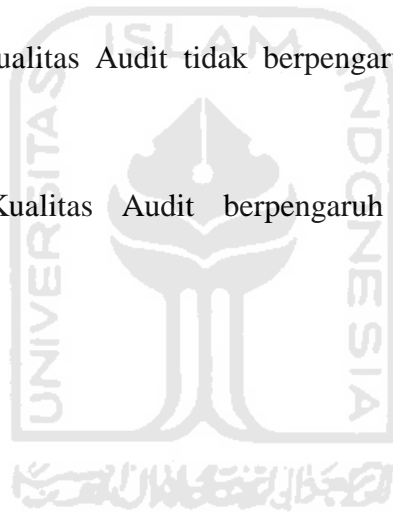 ualitas Audit tidak berpengar
Kualitas Audit berpengaruh
ISLAM
UNIVERSITAS
INDONESIA